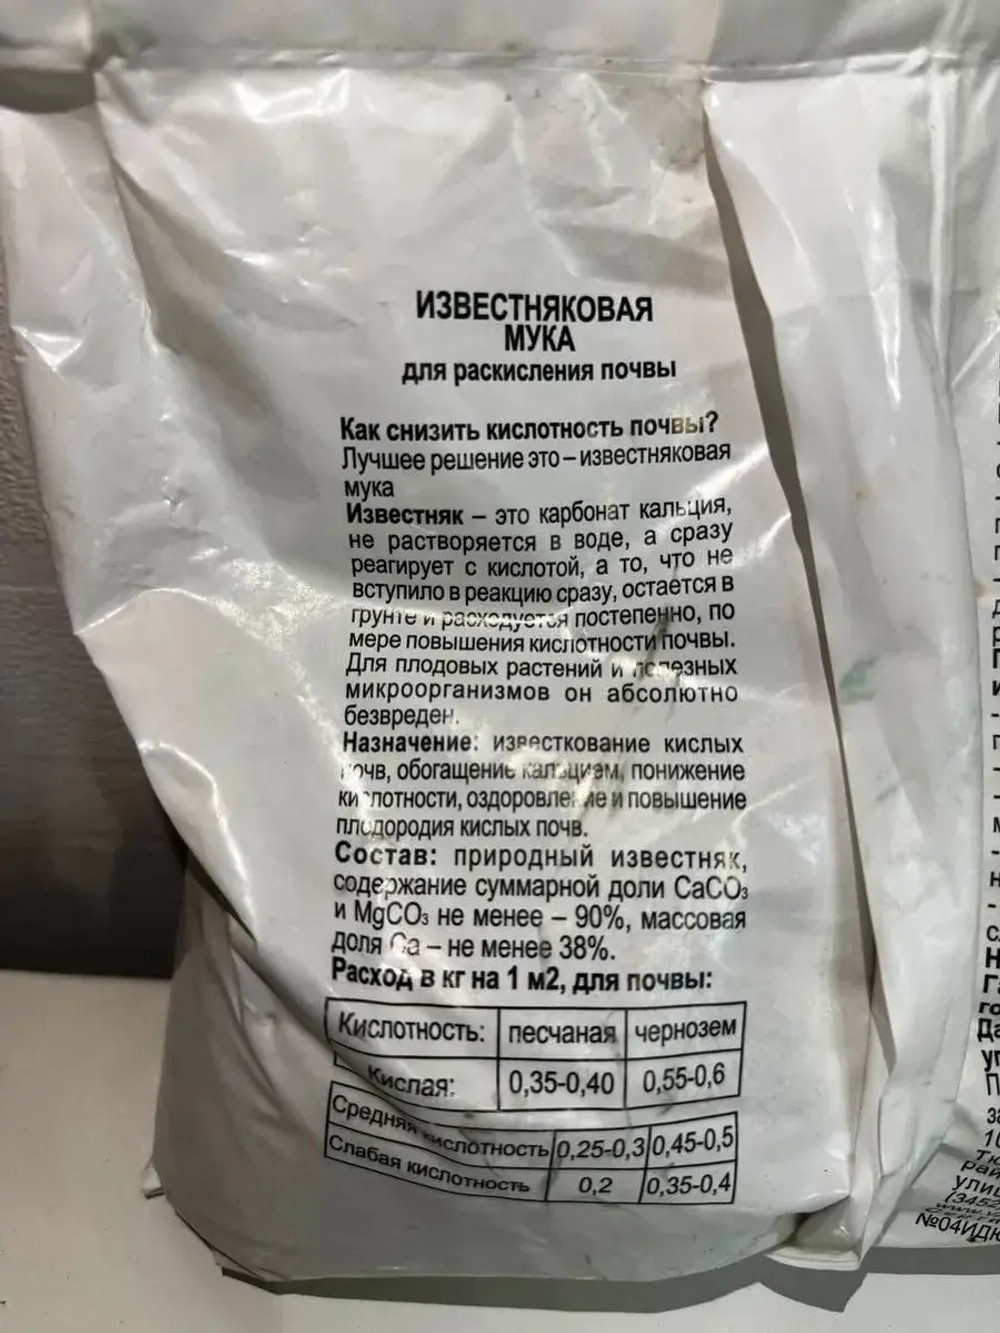 ИЗВЕСТНЯКОВАЯ
МУКА
для раскисления почвы
Как снизить кислотность почвы?
Лучшее решение это – известняковая
мука
Известняк – это карбонат кальция,
не растворяется в воде, а сразу
реагирует с кислотой, а то, что не
вступило в реакцию сразу, остается в
грунте и расходуется постепенно, по
мере повышения кислотности почвы.
Для плодовых растений и полезных
микроорганизмов он абсолютно
безвреден.
Назначение: известкование кислых
почв, обогащение кальцием, понижение
кислотности, оздоровление и повышение
плодородия кислых почв.
Состав: природный известняк,
содержание суммарной доли CaCO₃
и MgCO₃ не менее – 90%, массовая
доля Ca – не менее 38%.
Расход в кг на 1 м2, для почвы:
Кислотность: песчаная чернозем
Кислая: 0,35-0,40 0,55-0,6
Средняя кислотность 0,25-0,3 0,45-0,5
Слабая кислотность 0,2 0,35-0,4
(3452
№04ИДК